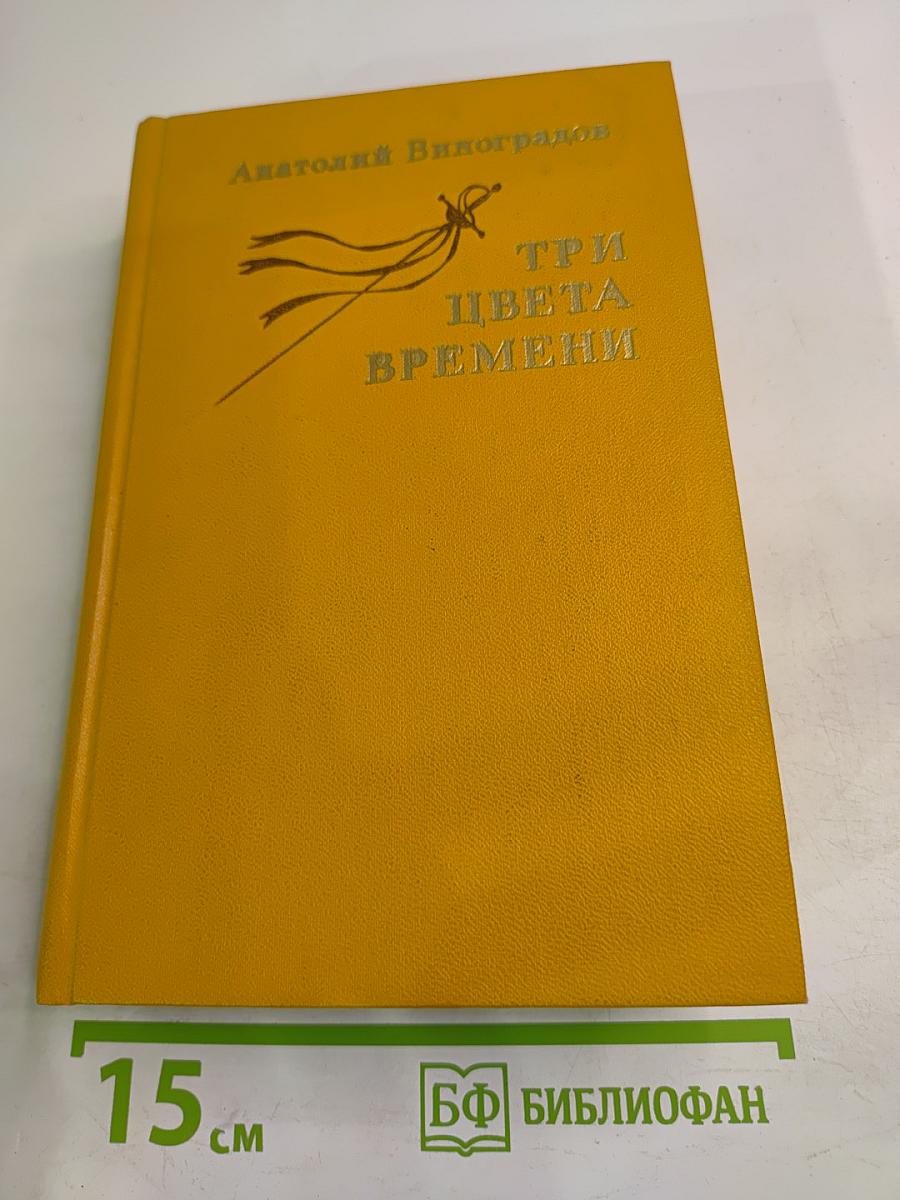 Анатолий Виноградов
ТРИ
ЦВЕТА
ВРЕМЕНИ
15 см
БФ БИБЛИОФАН